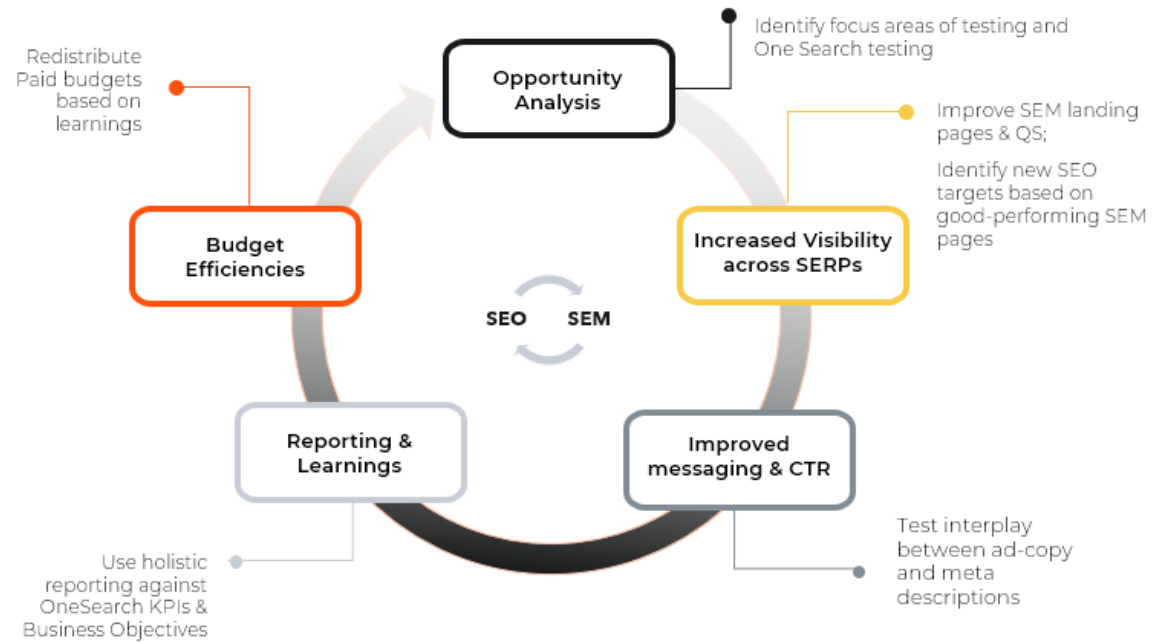 Opportunity
Analysis
Identify focus areas of testing and
One Search testing
Increased Visibility
across SERPs
Improve SEM landing
pages & QS;
Identify new SEO
targets based on
good-performing SEM
pages
Improved
messaging & CTR
Test interplay
between ad-copy
and meta
descriptions
Reporting &
Learnings
Use holistic
reporting against
OneSearch KPIs &
Business Objectives
Budget
Efficiencies
Redistribute
Paid budgets
based on
learnings
SEO SEM